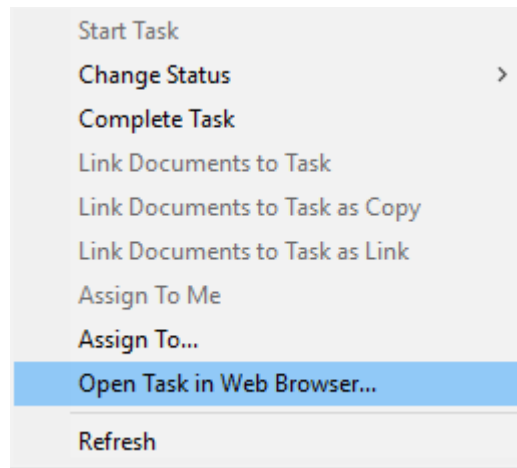 Start Task
Change Status
Complete Task
Link Documents to Task
Link Documents to Task as Copy
Link Documents to Task as Link
Assign To Me
Assign To...
Open Task in Web Browser...
Refresh